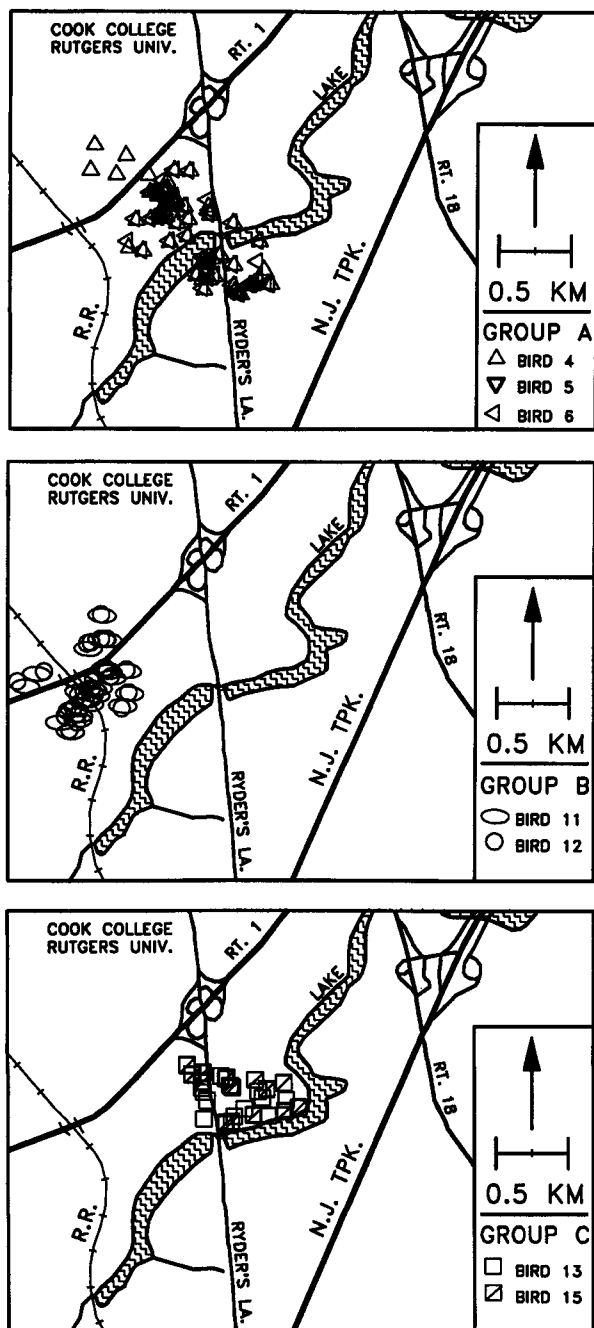 COOK COLLEGE
RUTGERS UNIV.
RT. 1
LAKE
RT. 18
N.J. TPK.
R.R.
RYDER'S LA.
0.5 KM
GROUP A
BIRD 4
BIRD 5
BIRD 6
COOK COLLEGE
RUTGERS UNIV.
RT. 1
LAKE
RT. 18
N.J. TPK.
R.R.
RYDER'S LA.
0.5 KM
GROUP B
BIRD 11
BIRD 12
COOK COLLEGE
RUTGERS UNIV.
RT. 1
LAKE
RT. 18
N.J. TPK.
R.R.
RYDER'S LA.
0.5 KM
GROUP C
BIRD 13
BIRD 15